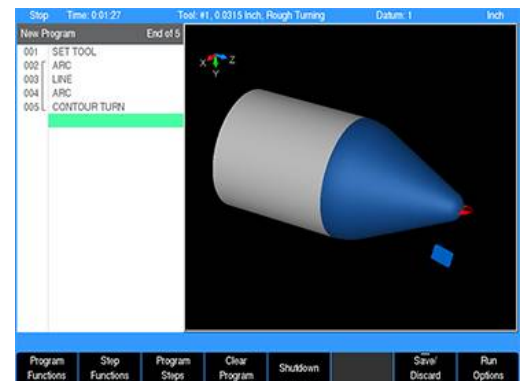 Stop Time: 0:01:27 Tool: #1, 0.0315 Inch, Rough Turning Datum: 1 Inch
New Program End of 5
001 SET TOOL
002 ARC
003 LINE
004 ARC
005 CONTOUR TURN
X Z
Y
Program Functions
Step Functions
Program Steps
Clear Program
Shutdown
Save/ Discard
Run Options